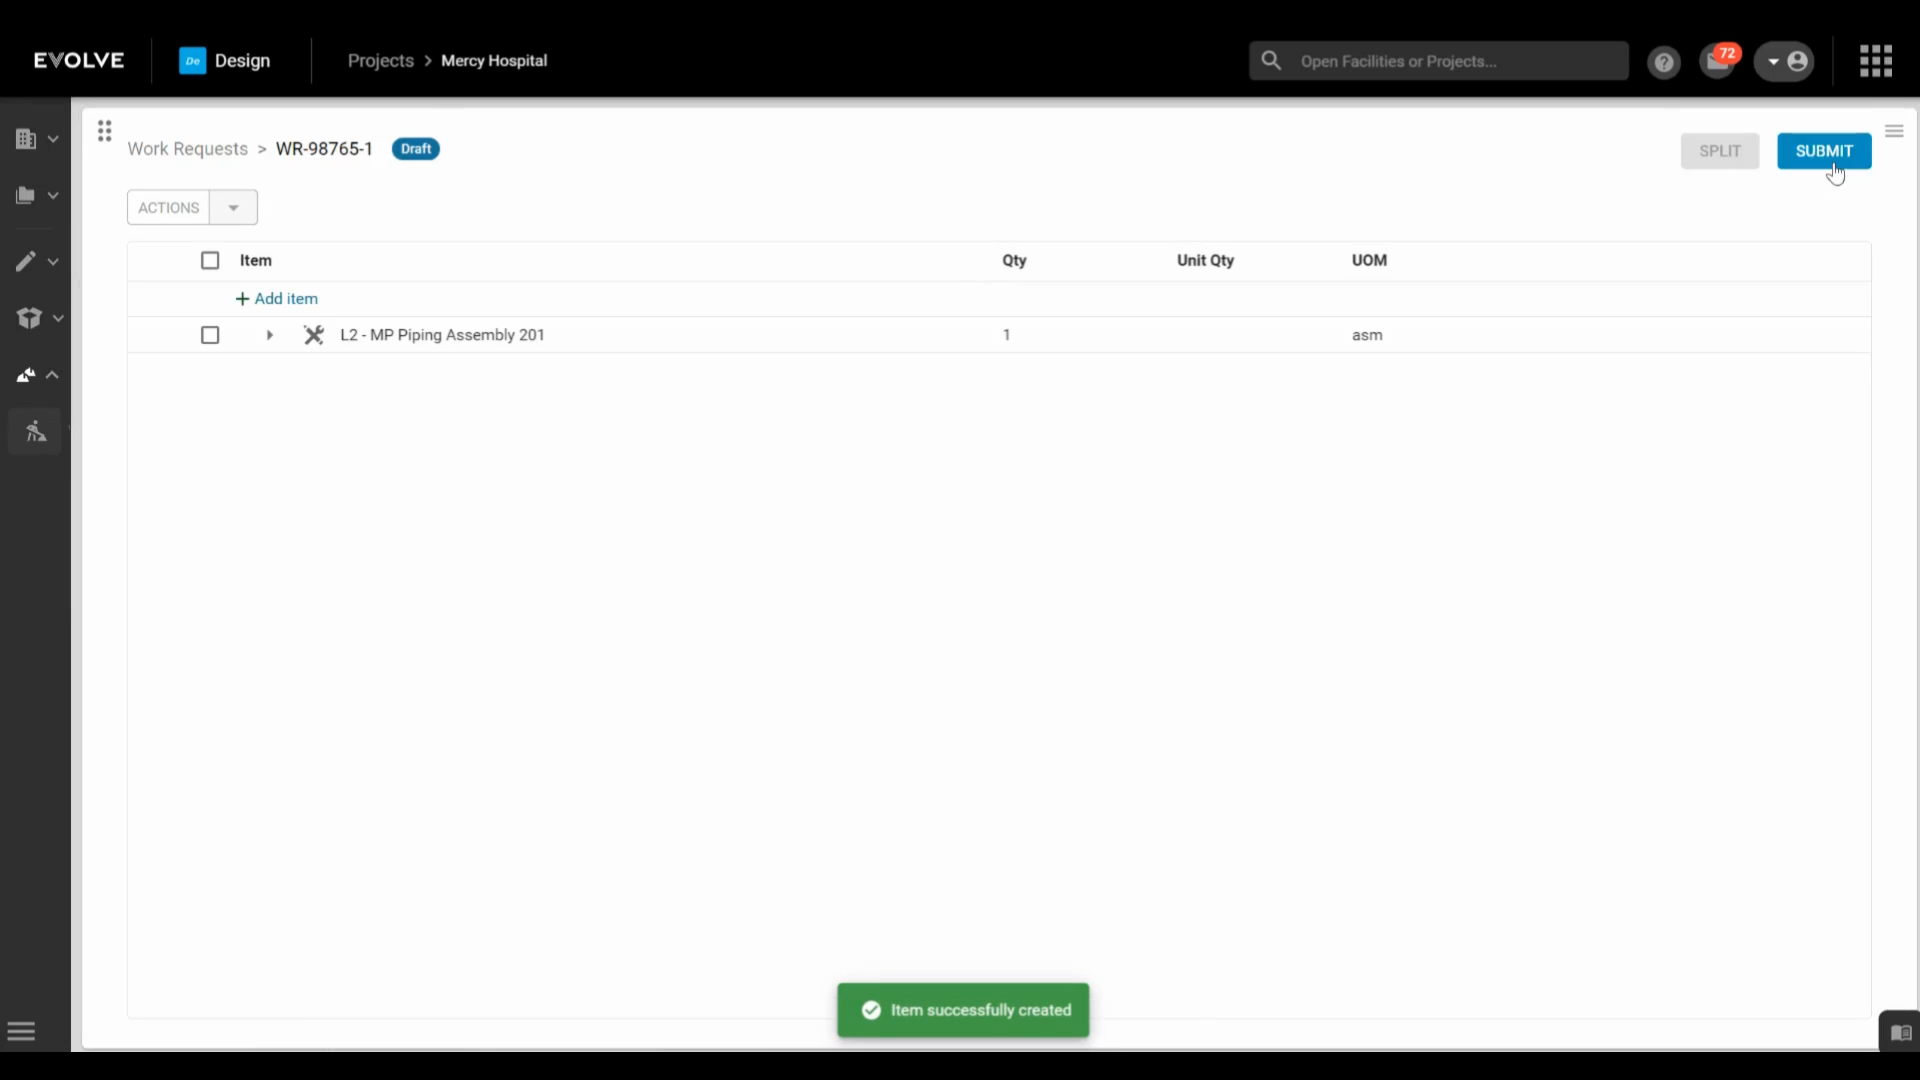 EVOLVE
De Design
Projects > Mercy Hospital
Open Facilities or Projects...
?
72
Work Requests > WR-98765-1 Draft
SPLIT
SUBMIT
ACTIONS
Item Qty Unit Qty UOM
+ Add item
L2 - MP Piping Assembly 201 1 asm
Item successfully created